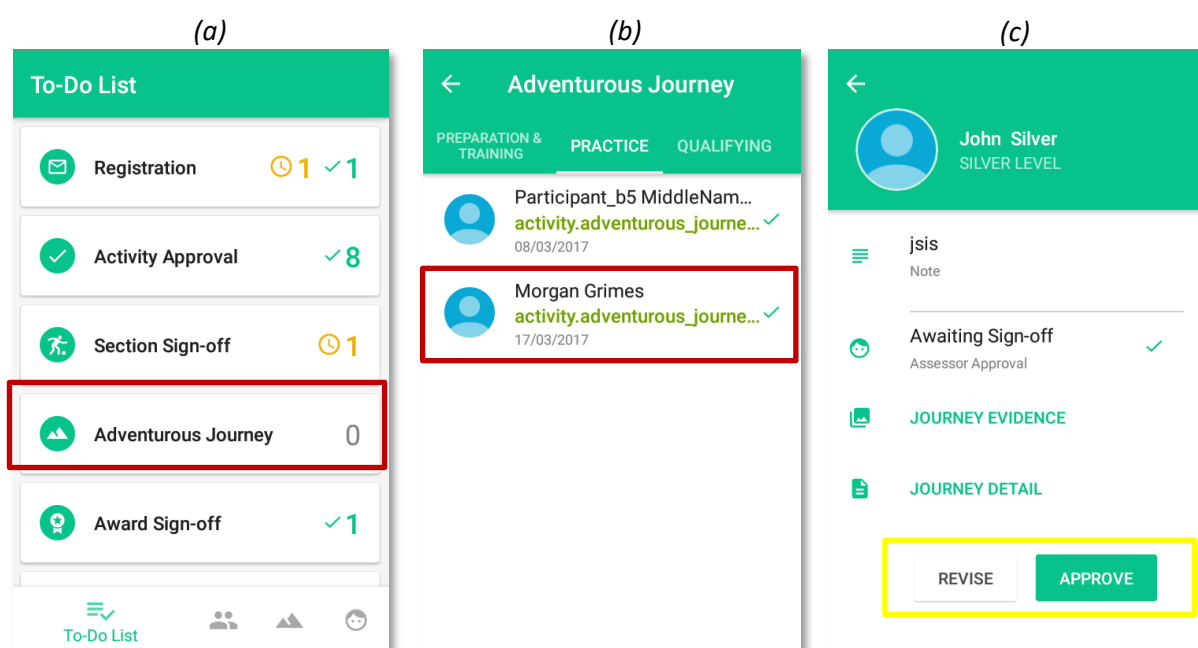 (a)
To-Do List
Registration 1 1
Activity Approval 8
Section Sign-off 1
Adventurous Journey 0
Award Sign-off 1
To-Do List
(b)
Adventurous Journey
PREPARATION &
TRAINING
PRACTICE
QUALIFYING
Participant_b5 MiddleNam...
activity.adventurous_journe...
08/03/2017
Morgan Grimes
activity.adventurous_journe...
17/03/2017
(c)
John Silver
SILVER LEVEL
jsis
Note
Awaiting Sign-off
Assessor Approval
JOURNEY EVIDENCE
JOURNEY DETAIL
REVISE
APPROVE